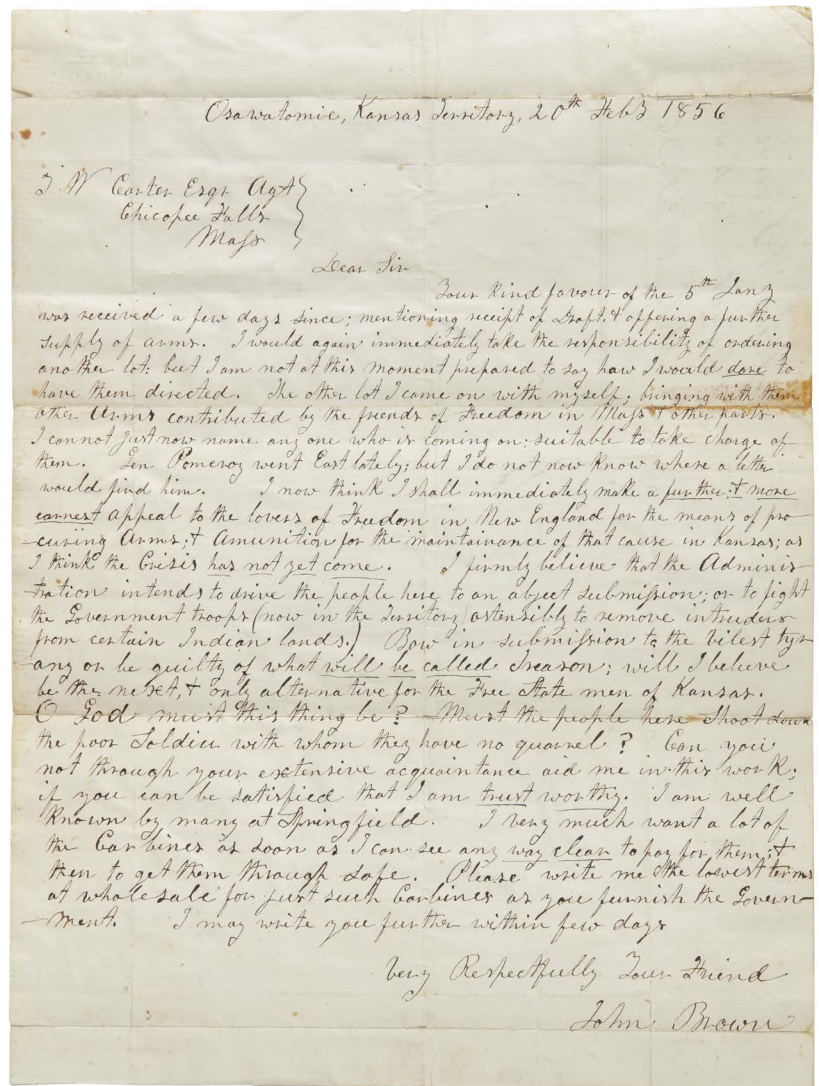 Osawatomie, Kansas Territory, 20th Feby 1856
T W Carter Esqr Agt
Chicopee Falls
Mass
Dear Sir
Your kind favour of the 5th Jany
was received a few days since; mentioning receipt of Draft, & offering a further
supply of arms. I would again immediately take the responsibility of ordering
another lot: but I am not at this moment prepared to say how I would dare to
have them directed. The other lot I came on with myself; bringing with them
other Arms contributed by the friends of Freedom in Mass & other parts.
I cannot just now name any one who is coming on: suitable to take charge of
them. Gen Pomeroy went East lately; but I do not now know where a letter
would find him. I now think I shall immediately make a further; & more
earnest appeal to the lovers of Freedom in New England for the means of pro
-curing Arms; & Amunition for the maintainance of that cause in Kansas; as
I think the Crisis has not yet come. I firmly believe that the Adminis-
-tration intends to drive the people here to an abject submission; or to fight
the Government troops (now in the Territory ostensibly to remove intruders
from certain Indian lands.) Bow in submission to the vilest tyr-
-any or be guilty of what will be called Treason; will I believe
be the next, & only alternative for the Free State men of Kansas.
O God must this thing be? Must the people here shoot down
the poor Soldier with whom they have no quarrel? Can you
not through your extensive acquaintance aid me in this work;
if you can be satisfied that I am trust worthy. I am well
known by many at Springfield. I very much want a lot of
the Carbines as soon as I can see any way clear to pay for them; &
then to get them through safe. Please write me the lowest terms
at wholesale for just such Carbines as you furnish the Govern-
-ment. I may write you further within few days
Very Respectfully Your Friend
John Brown